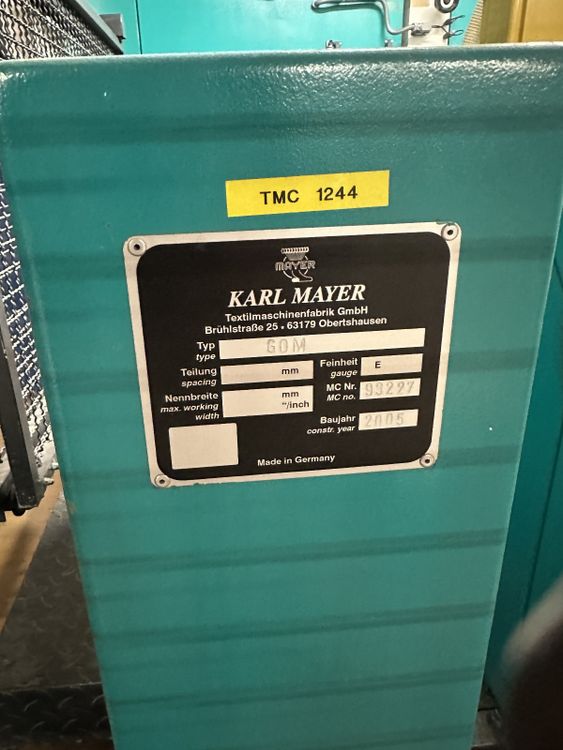 TMC 1244
MAYER
KARL MAYER
Textilmaschinenfabrik GmbH
Brühlstraße 25 • 63179 Obertshausen
Typ
type
GOM
Teilung
spacing
mm
Feinheit
gauge
E
Nennbreite
max. working
width
mm
"/inch
MC Nr.
MC no.
93227
Baujahr
constr. year
2005
Made in Germany